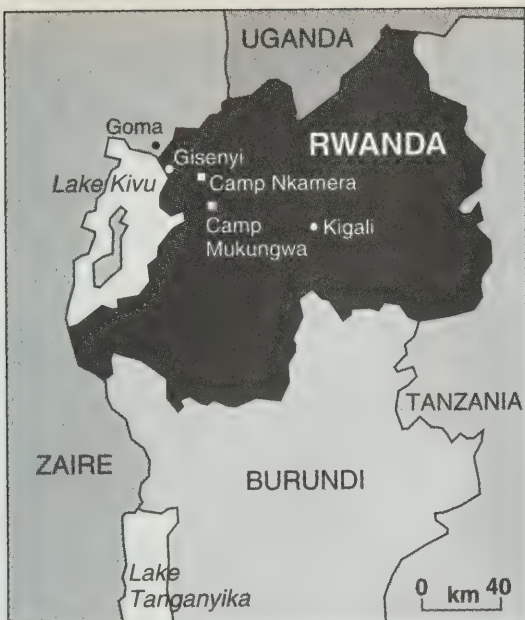 UGANDA
RWANDA
Goma
Gisenyi
Lake Kivu
Camp Nkamera
Camp
Mukungwa
Kigali
TANZANIA
ZAIRE
BURUNDI
Lake
Tanganyika
0 km 40